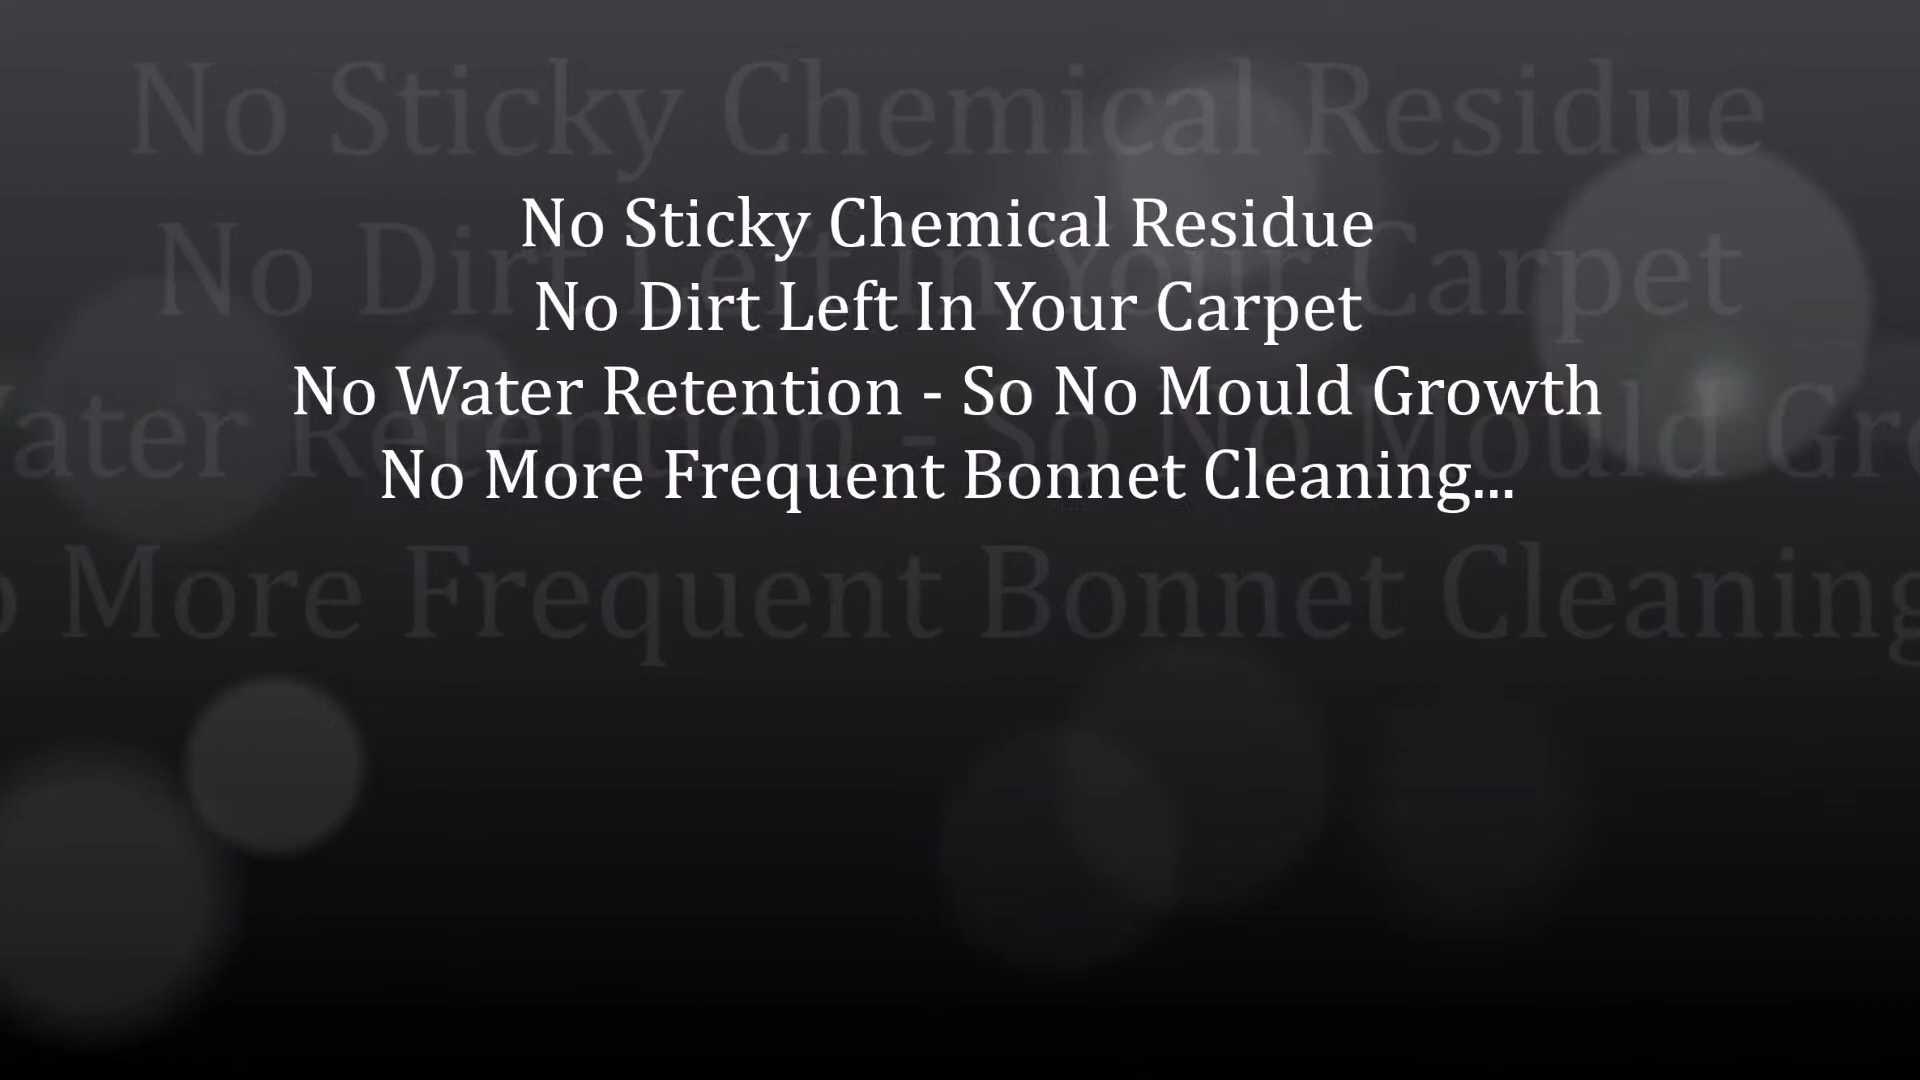 No Sticky Chemical Residue
No Dirt Left In Your Carpet
No Water Retention - So No Mould Growth
No More Frequent Bonnet Cleaning...